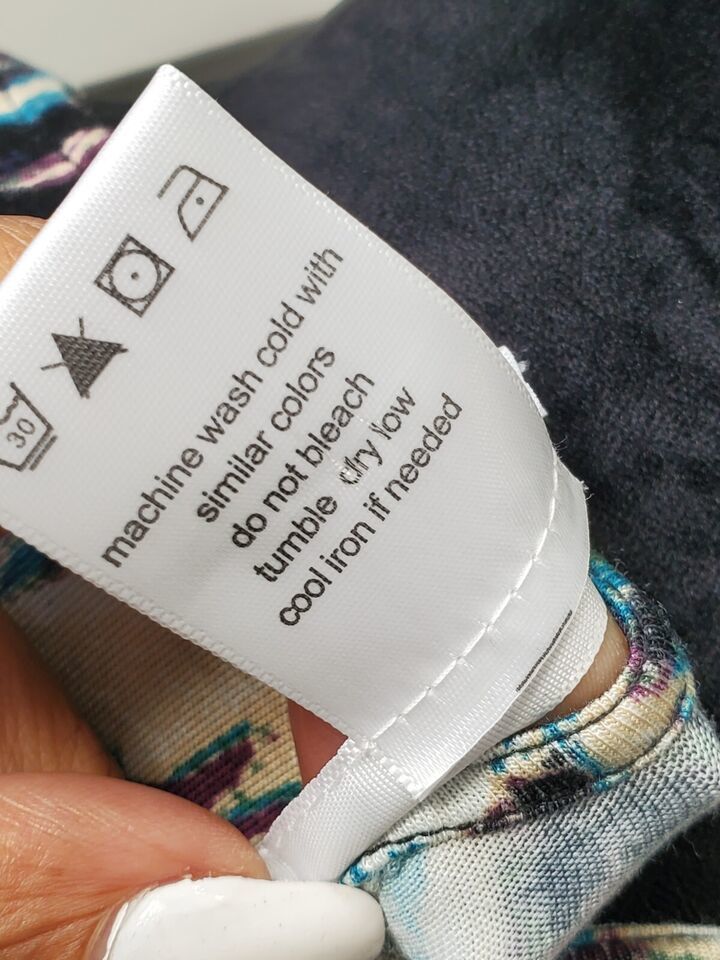 30
machine wash cold with
similar colors
do not bleach
tumble dry low
cool iron if needed